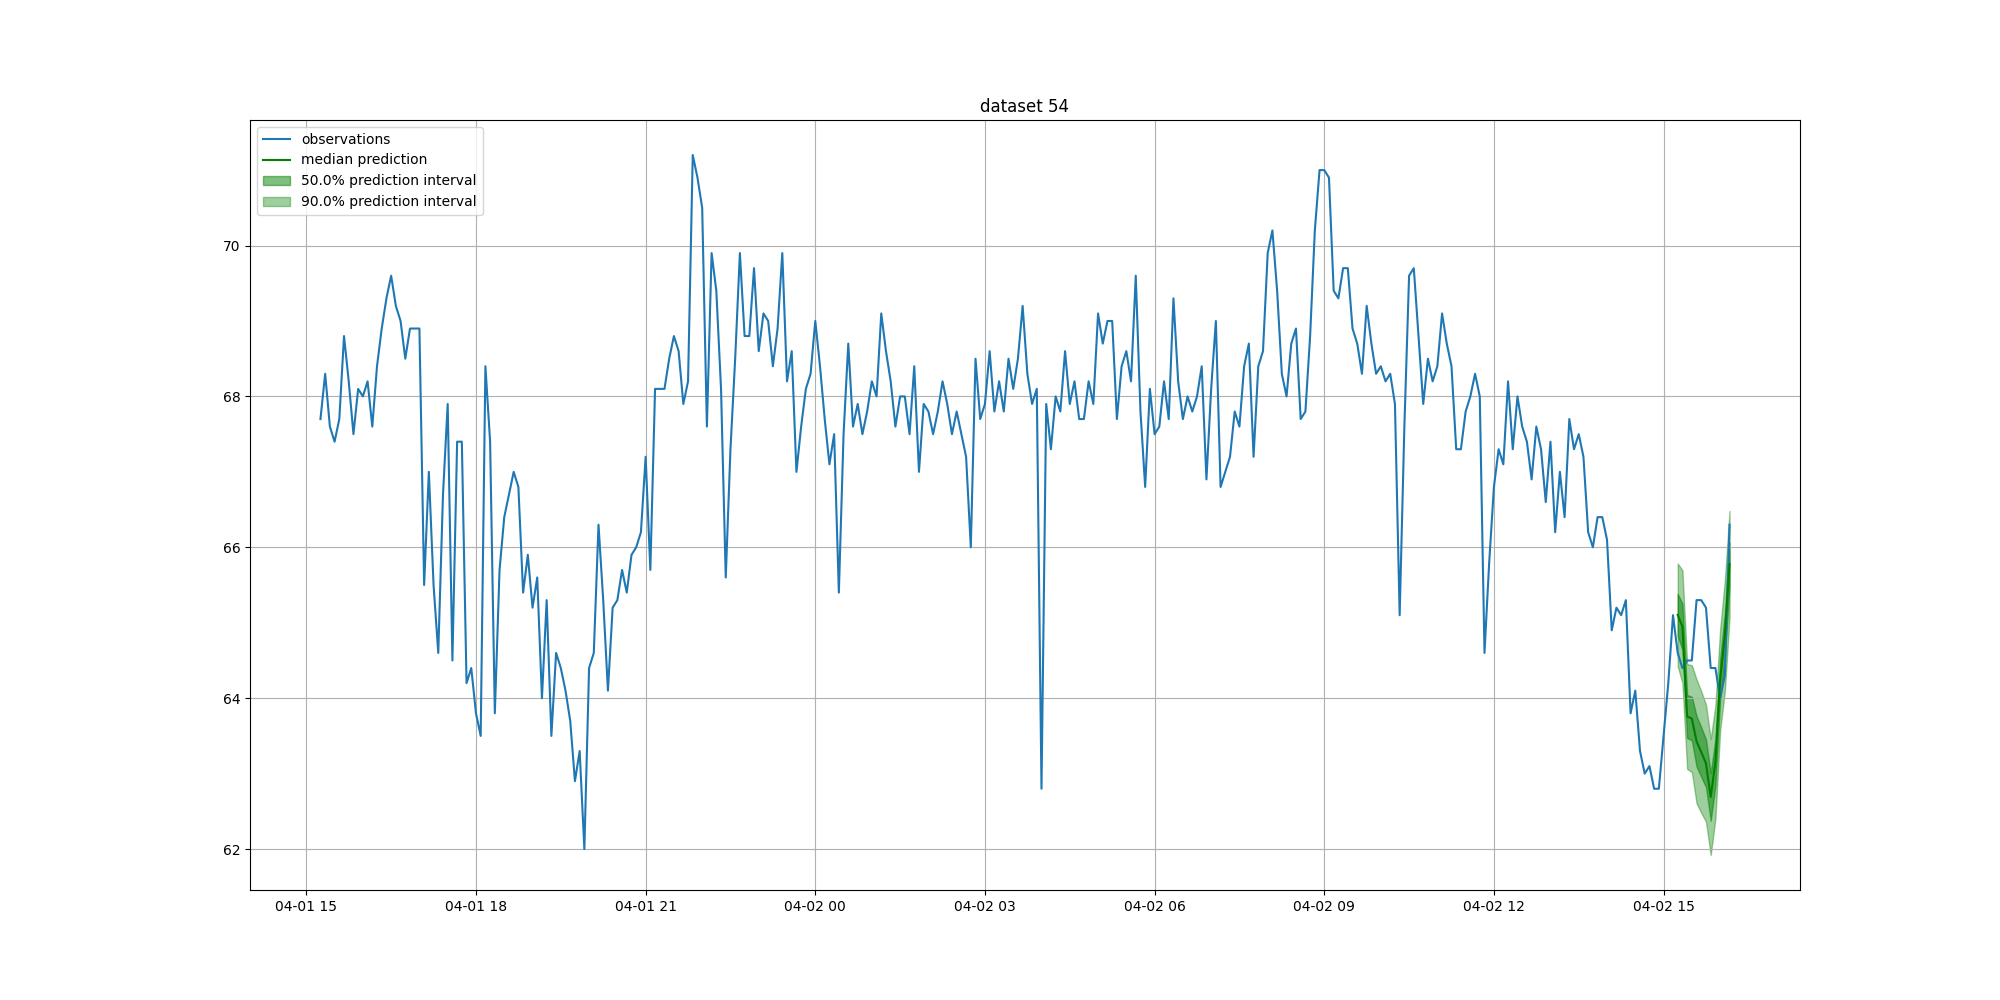 dataset 54
observations
median prediction
50.0% prediction interval
90.0% prediction interval
70
68
66
64
62
04-01 15
04-01 18
04-01 21
04-02 00
04-02 03
04-02 06
04-02 09
04-02 12
04-02 15